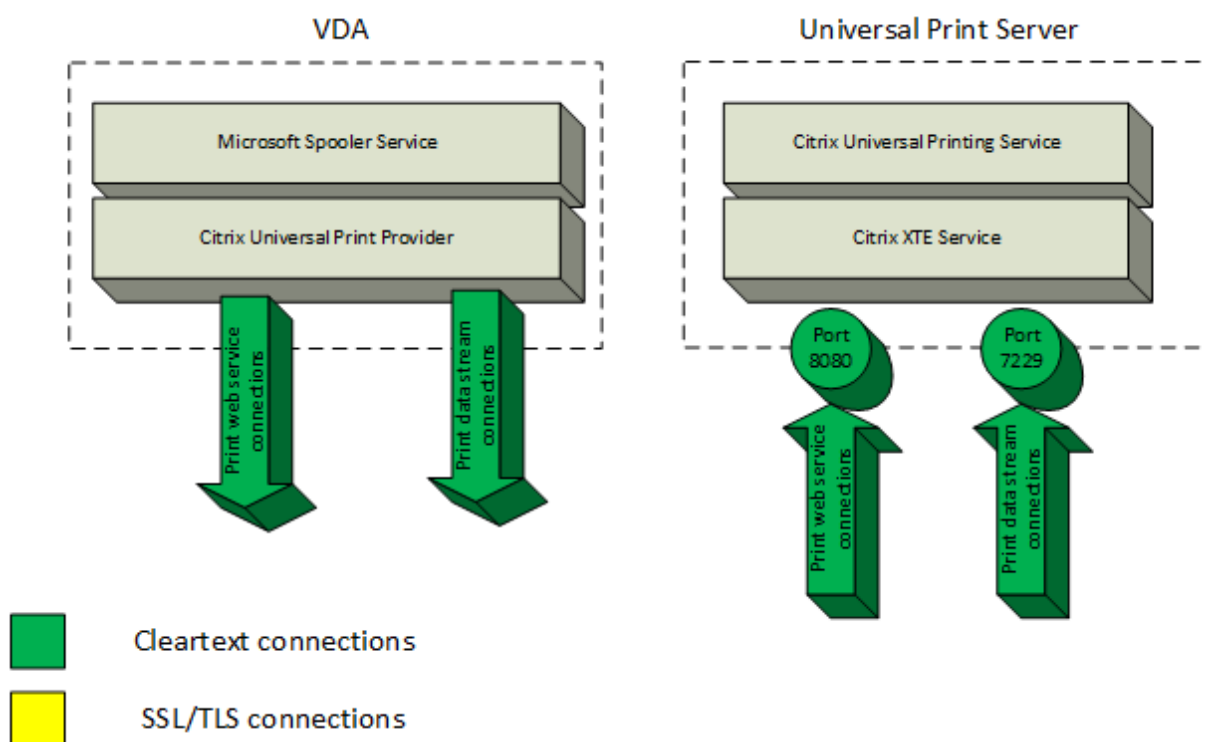 VDA
Universal Print Server
Microsoft Spooler Service
Citrix Universal Print Provider
Citrix Universal Printing Service
Citrix XTE Service
Print web service
connections
Print data stream
connections
Port
8080
Port
7229
Print web service
connections
Print data stream
connections
Cleartext connections
SSL/TLS connections